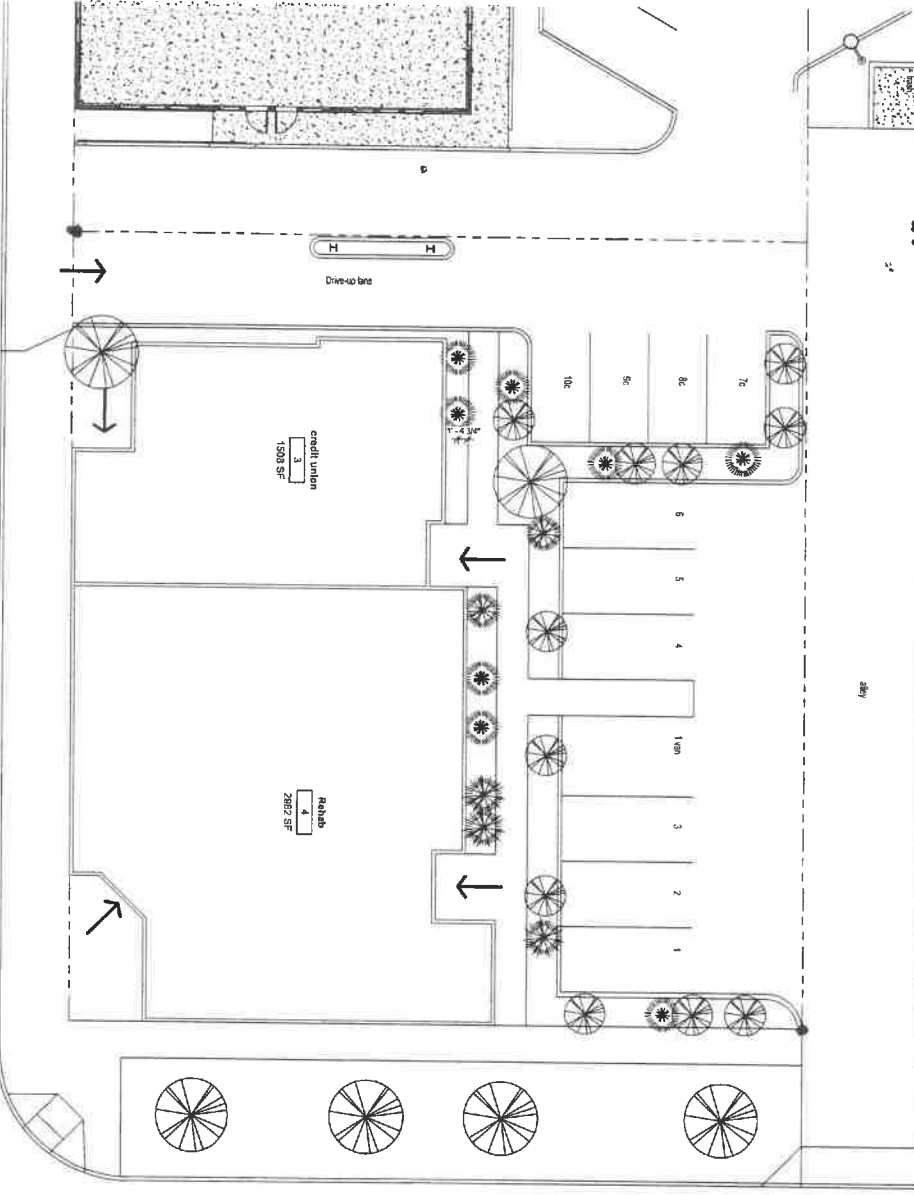 H
H
Drive-up lane
10c
9c
8c
7c
1'-4 3/4"
credit union
3
1508 SF
6
5
4
alley
1 van
Rehab
4
2982 SF
3
2
1